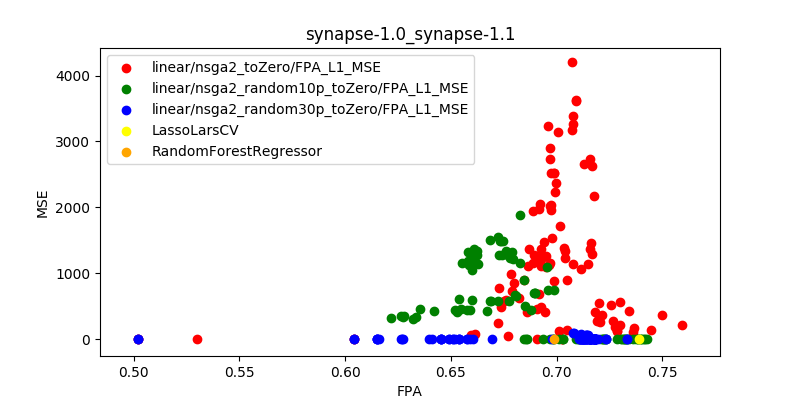 synapse-1.0_synapse-1.1
linear/nsga2_toZero/FPA_L1_MSE
linear/nsga2_random10p_toZero/FPA_L1_MSE
linear/nsga2_random30p_toZero/FPA_L1_MSE
LassoLarsCV
RandomForestRegressor
MSE
4000
3000
2000
1000
0
0.50
0.55
0.60
0.65
0.70
0.75
FPA